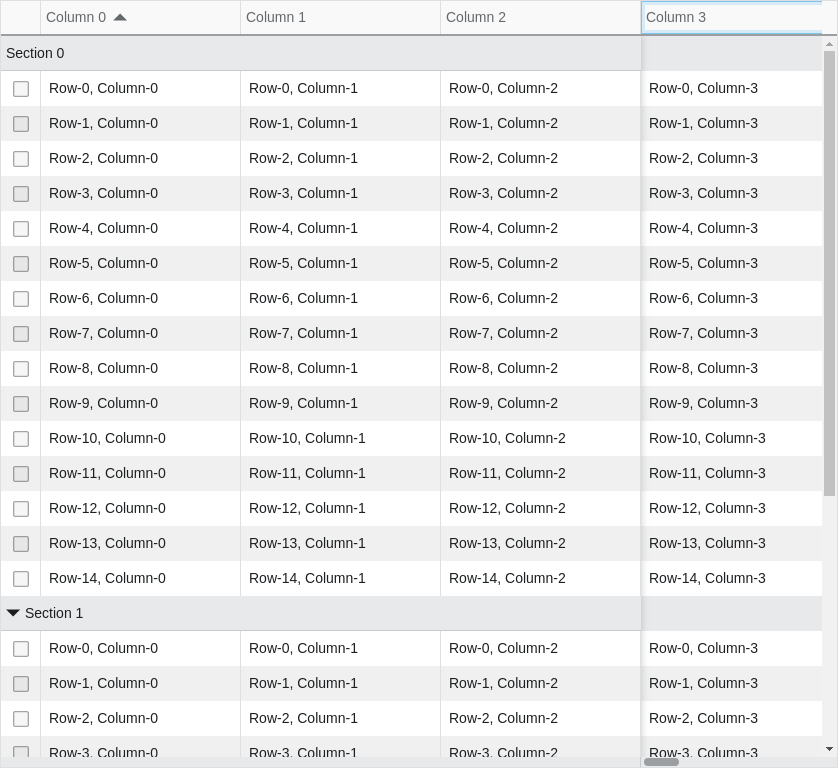 Column 0 Column 1 Column 2 Column 3
Section 0
Row-0, Column-0 Row-0, Column-1 Row-0, Column-2 Row-0, Column-3
Row-1, Column-0 Row-1, Column-1 Row-1, Column-2 Row-1, Column-3
Row-2, Column-0 Row-2, Column-1 Row-2, Column-2 Row-2, Column-3
Row-3, Column-0 Row-3, Column-1 Row-3, Column-2 Row-3, Column-3
Row-4, Column-0 Row-4, Column-1 Row-4, Column-2 Row-4, Column-3
Row-5, Column-0 Row-5, Column-1 Row-5, Column-2 Row-5, Column-3
Row-6, Column-0 Row-6, Column-1 Row-6, Column-2 Row-6, Column-3
Row-7, Column-0 Row-7, Column-1 Row-7, Column-2 Row-7, Column-3
Row-8, Column-0 Row-8, Column-1 Row-8, Column-2 Row-8, Column-3
Row-9, Column-0 Row-9, Column-1 Row-9, Column-2 Row-9, Column-3
Row-10, Column-0 Row-10, Column-1 Row-10, Column-2 Row-10, Column-3
Row-11, Column-0 Row-11, Column-1 Row-11, Column-2 Row-11, Column-3
Row-12, Column-0 Row-12, Column-1 Row-12, Column-2 Row-12, Column-3
Row-13, Column-0 Row-13, Column-1 Row-13, Column-2 Row-13, Column-3
Row-14, Column-0 Row-14, Column-1 Row-14, Column-2 Row-14, Column-3
Section 1
Row-0, Column-0 Row-0, Column-1 Row-0, Column-2 Row-0, Column-3
Row-1, Column-0 Row-1, Column-1 Row-1, Column-2 Row-1, Column-3
Row-2, Column-0 Row-2, Column-1 Row-2, Column-2 Row-2, Column-3
Row-3, Column-0 Row-3, Column-1 Row-3, Column-2 Row-3, Column-3